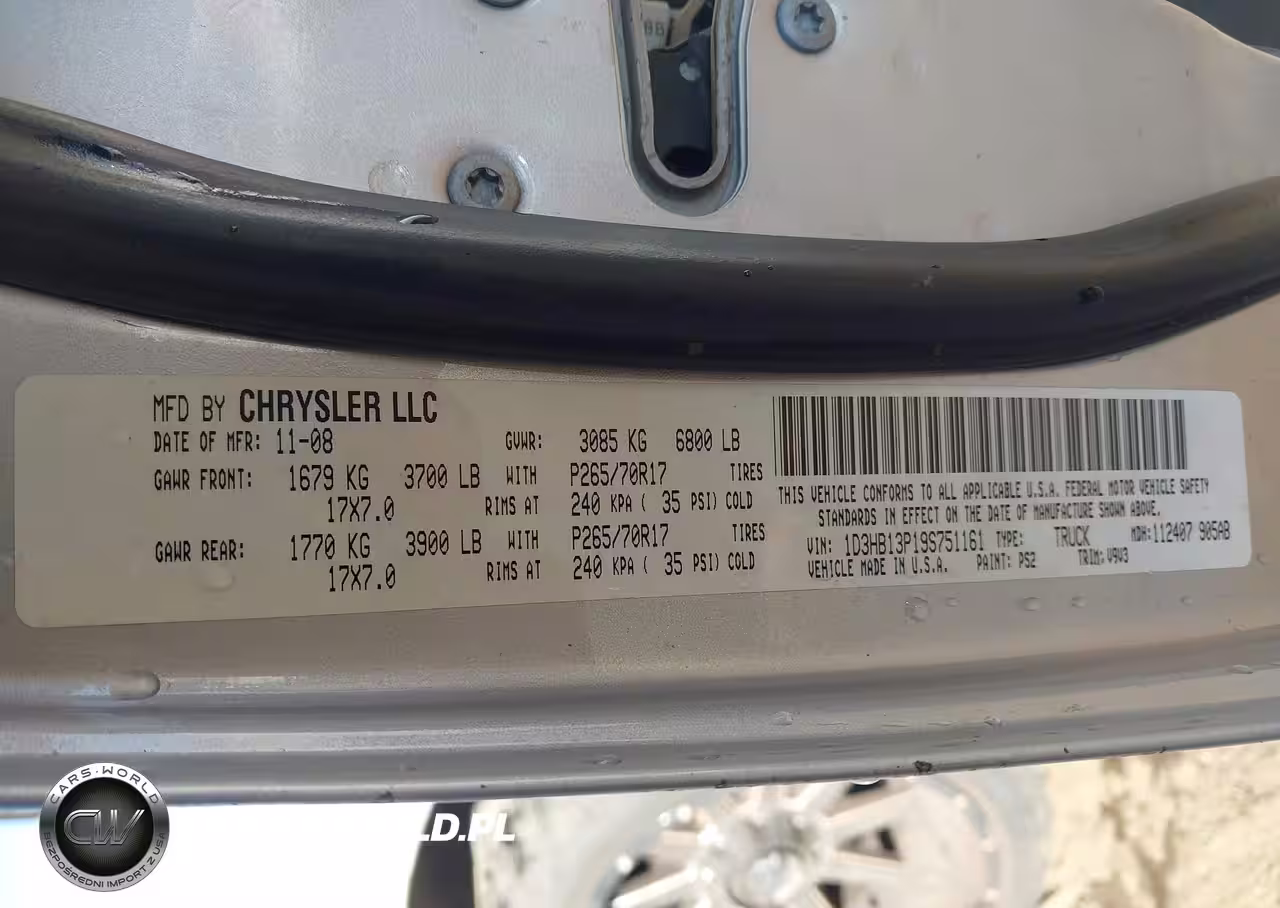 MFD BY CHRYSLER LLC
DATE OF MFR: 11-08 GVWR: 3085 KG 6800 LB
GAWR FRONT: 1679 KG 3700 LB WITH P265/70R17 TIRES
17X7.0 RIMS AT 240 KPA ( 35 PSI) COLD
GAWR REAR: 1770 KG 3900 LB WITH P265/70R17 TIRES
17X7.0 RIMS AT 240 KPA ( 35 PSI) COLD
THIS VEHICLE CONFORMS TO ALL APPLICABLE U.S.A. FEDERAL MOTOR VEHICLE SAFETY
STANDARDS IN EFFECT ON THE DATE OF MANUFACTURE SHOWN ABOVE.
VIN: 1D3HB13P19S751161 TYPE: TRUCK MDH: 112407 905AB
VEHICLE MADE IN U.S.A. PAINT: PS2 TRIM: V9V3
CARS-WORLD
CW
BEZPOŚREDNI IMPORT Z USA
LD.PL